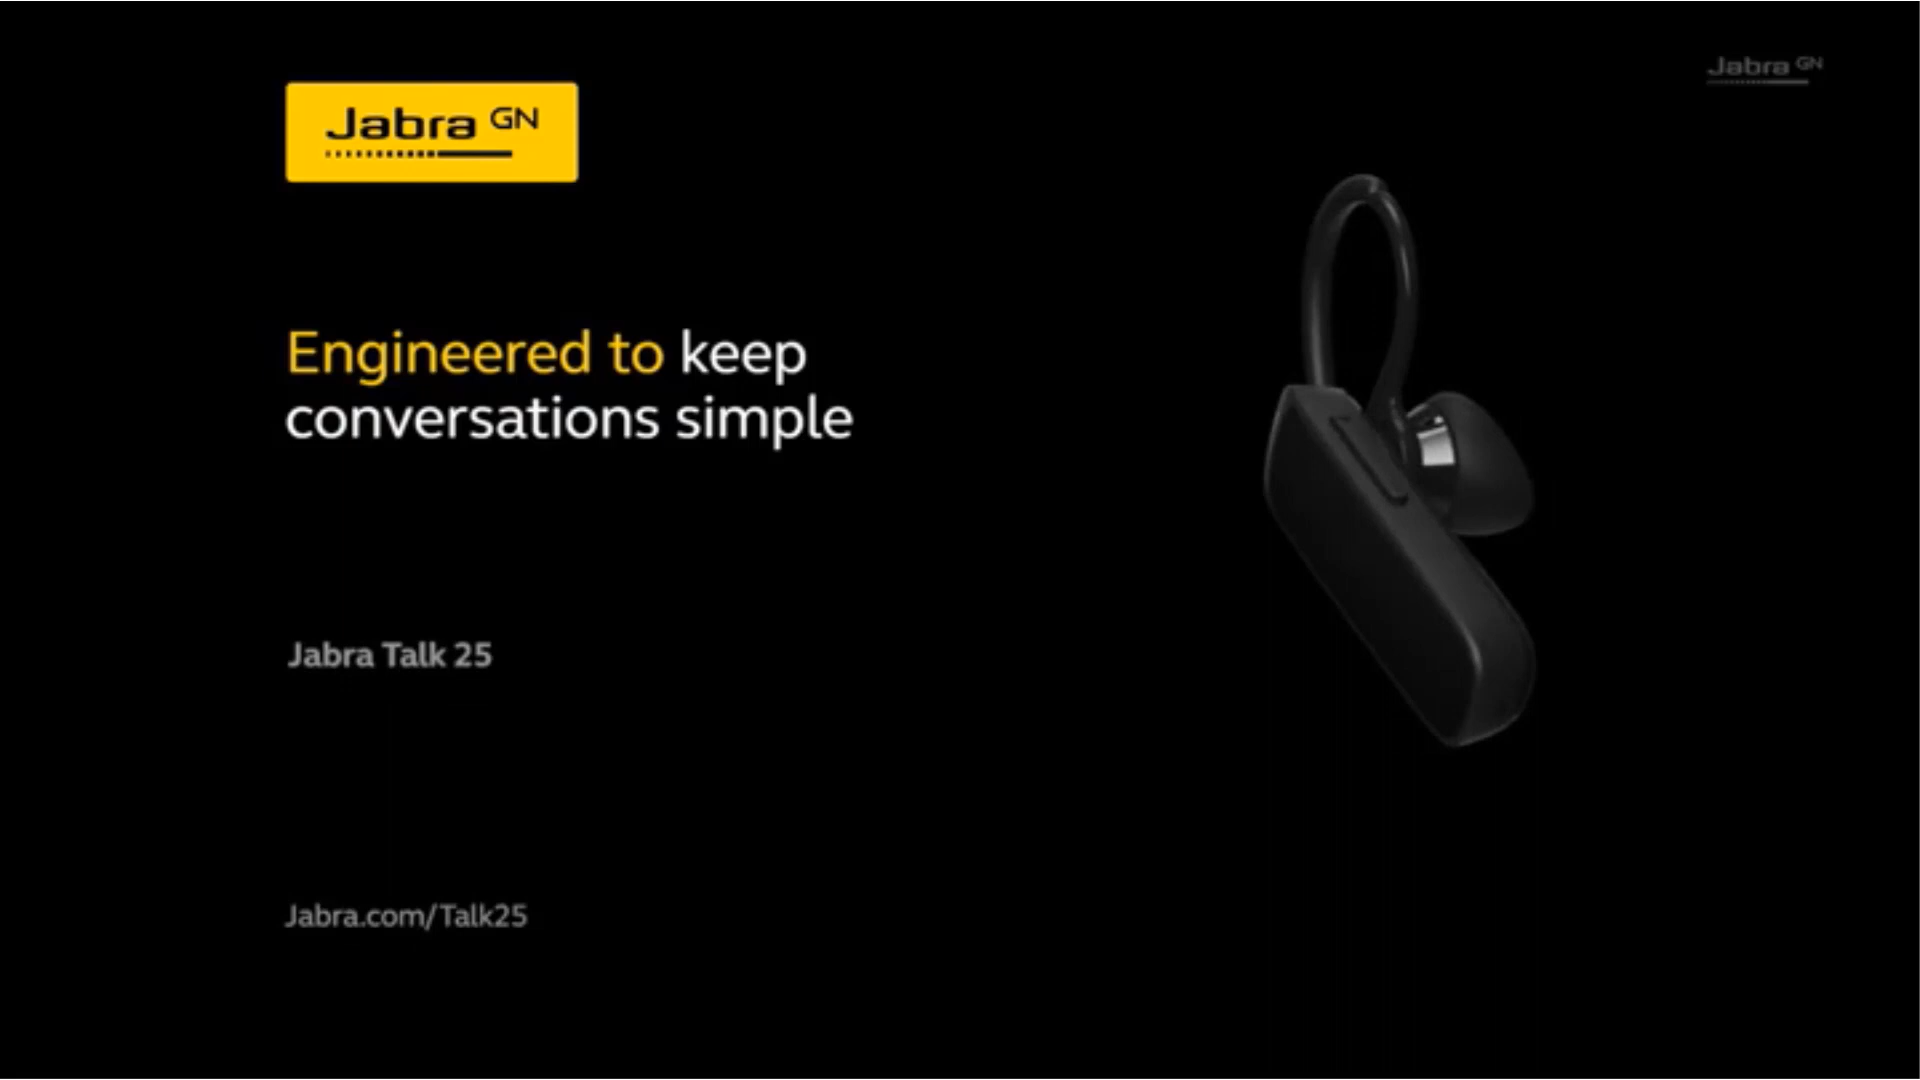 Jabra GN
Jabra GN
Engineered to keep
conversations simple
Jabra Talk 25
Jabra.com/Talk25